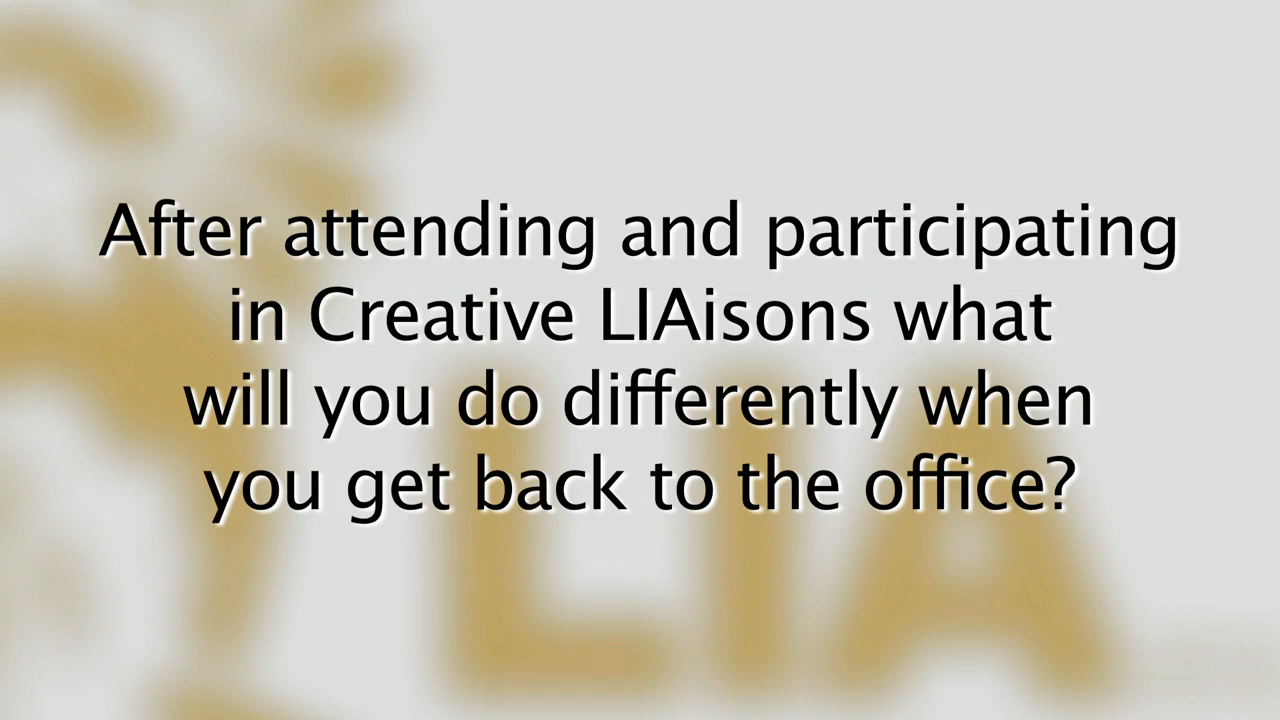 After attending and participating
in Creative LIAisons what
will you do differently when
you get back to the office?
LIA